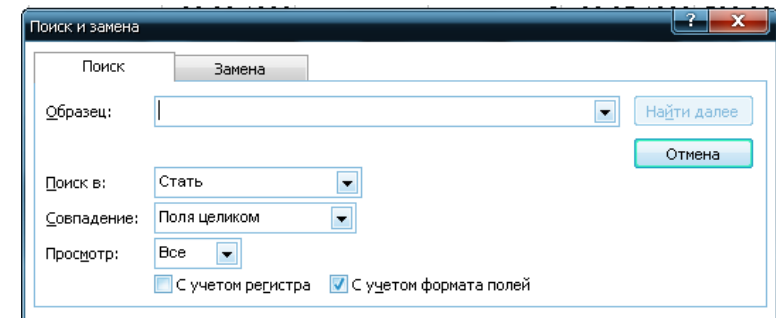 Поиск и замена
Поиск
Замена
Образец:
Найти далее
Отмена
Поиск в:
Стать
Совпадение:
Поля целиком
Просмотр:
Все
С учетом регистра
С учетом формата полей